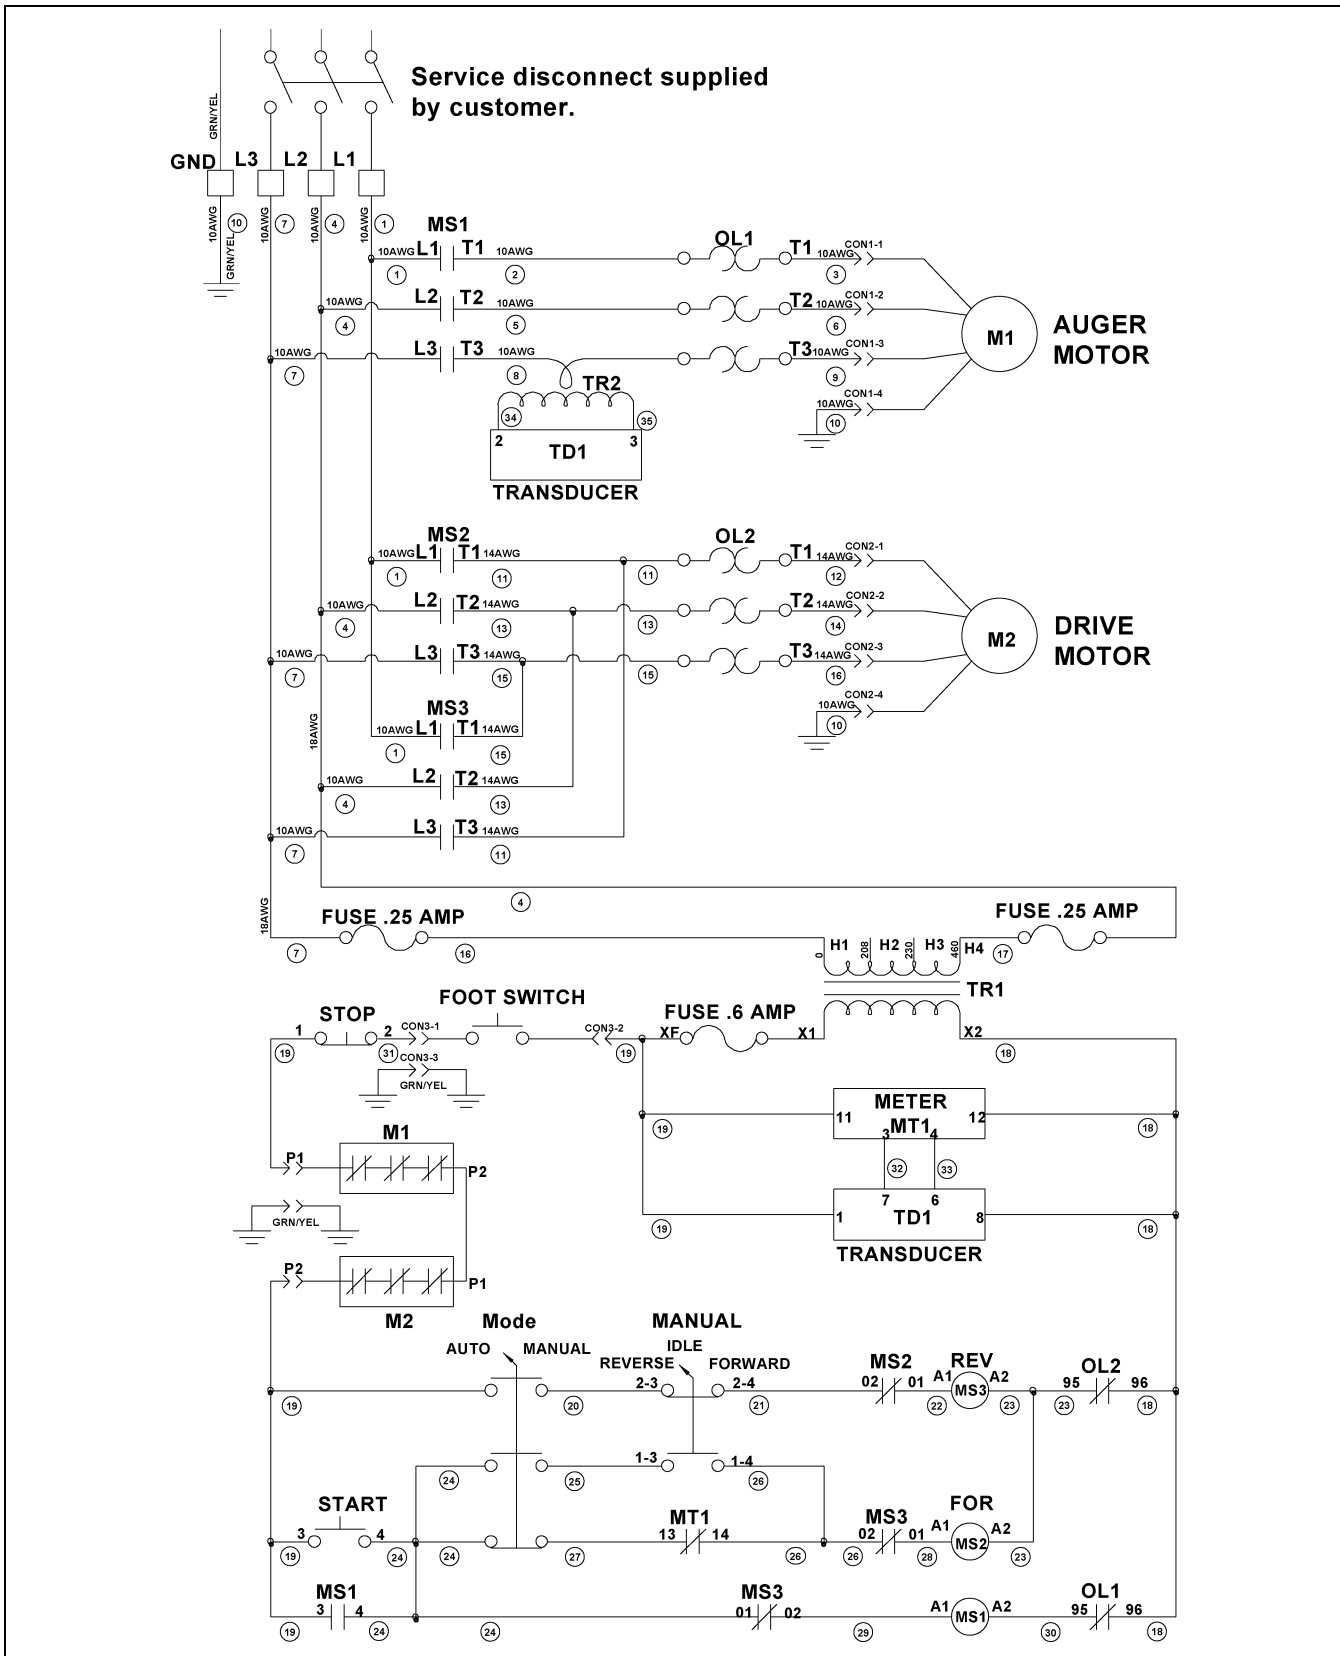 Service disconnect supplied
by customer.
GRN/YEL
GND L3 L2 L1
10AWG 10 10AWG 7 10AWG 4 10AWG 1
GRN/YEL
MS1 OL1
10AWG L1 T1 10AWG T1 10AWG CON1-1
1 2 3
10AWG L2 T2 10AWG T2 10AWG CON1-2
4 5 6
10AWG L3 T3 10AWG T3 10AWG CON1-3
7 8 9
M1
AUGER
MOTOR
TR2
34 35
10AWG CON1-4
10
2 TD1 3
TRANSDUCER
MS2 OL2
10AWG L1 T1 14AWG T1 14AWG CON2-1
1 11 11 12
10AWG L2 T2 14AWG T2 14AWG CON2-2
4 13 13 14
10AWG L3 T3 14AWG T3 14AWG CON2-3
7 15 15 16
M2
DRIVE
MOTOR
10AWG CON2-4
10
18AWG
MS3
10AWG L1 T1 14AWG
1 15
10AWG L2 T2 14AWG
4 13
10AWG L3 T3 14AWG
7 11
4
18AWG
FUSE .25 AMP FUSE .25 AMP
7 16 0 H1 208 H2 230 H3 460 H4 17
TR1
STOP FOOT SWITCH FUSE .6 AMP
1 2 CON3-1 CON3-2 XF X1 X2
19 31 19 18
CON3-3
GRN/YEL
METER
11 MT1 12
19 3 4 18
32 33
M1
P1 P2
GRN/YEL
7 6
1 TD1 8
19 18
TRANSDUCER
P2 P1
M2
Mode MANUAL
AUTO MANUAL IDLE
REVERSE FORWARD
MS2 REV OL2
2-3 2-4 02 01 A1 MS3 A2 95 96
19 20 21 22 23 23 18
1-3 1-4
24 25 26
START MT1 MS3 FOR
3 4 13 14 02 01 A1 MS2 A2
19 24 24 27 26 26 28 23
MS1 MS3 OL1
3 4 01 02 A1 MS1 A2 95 96
19 24 24 29 30 18